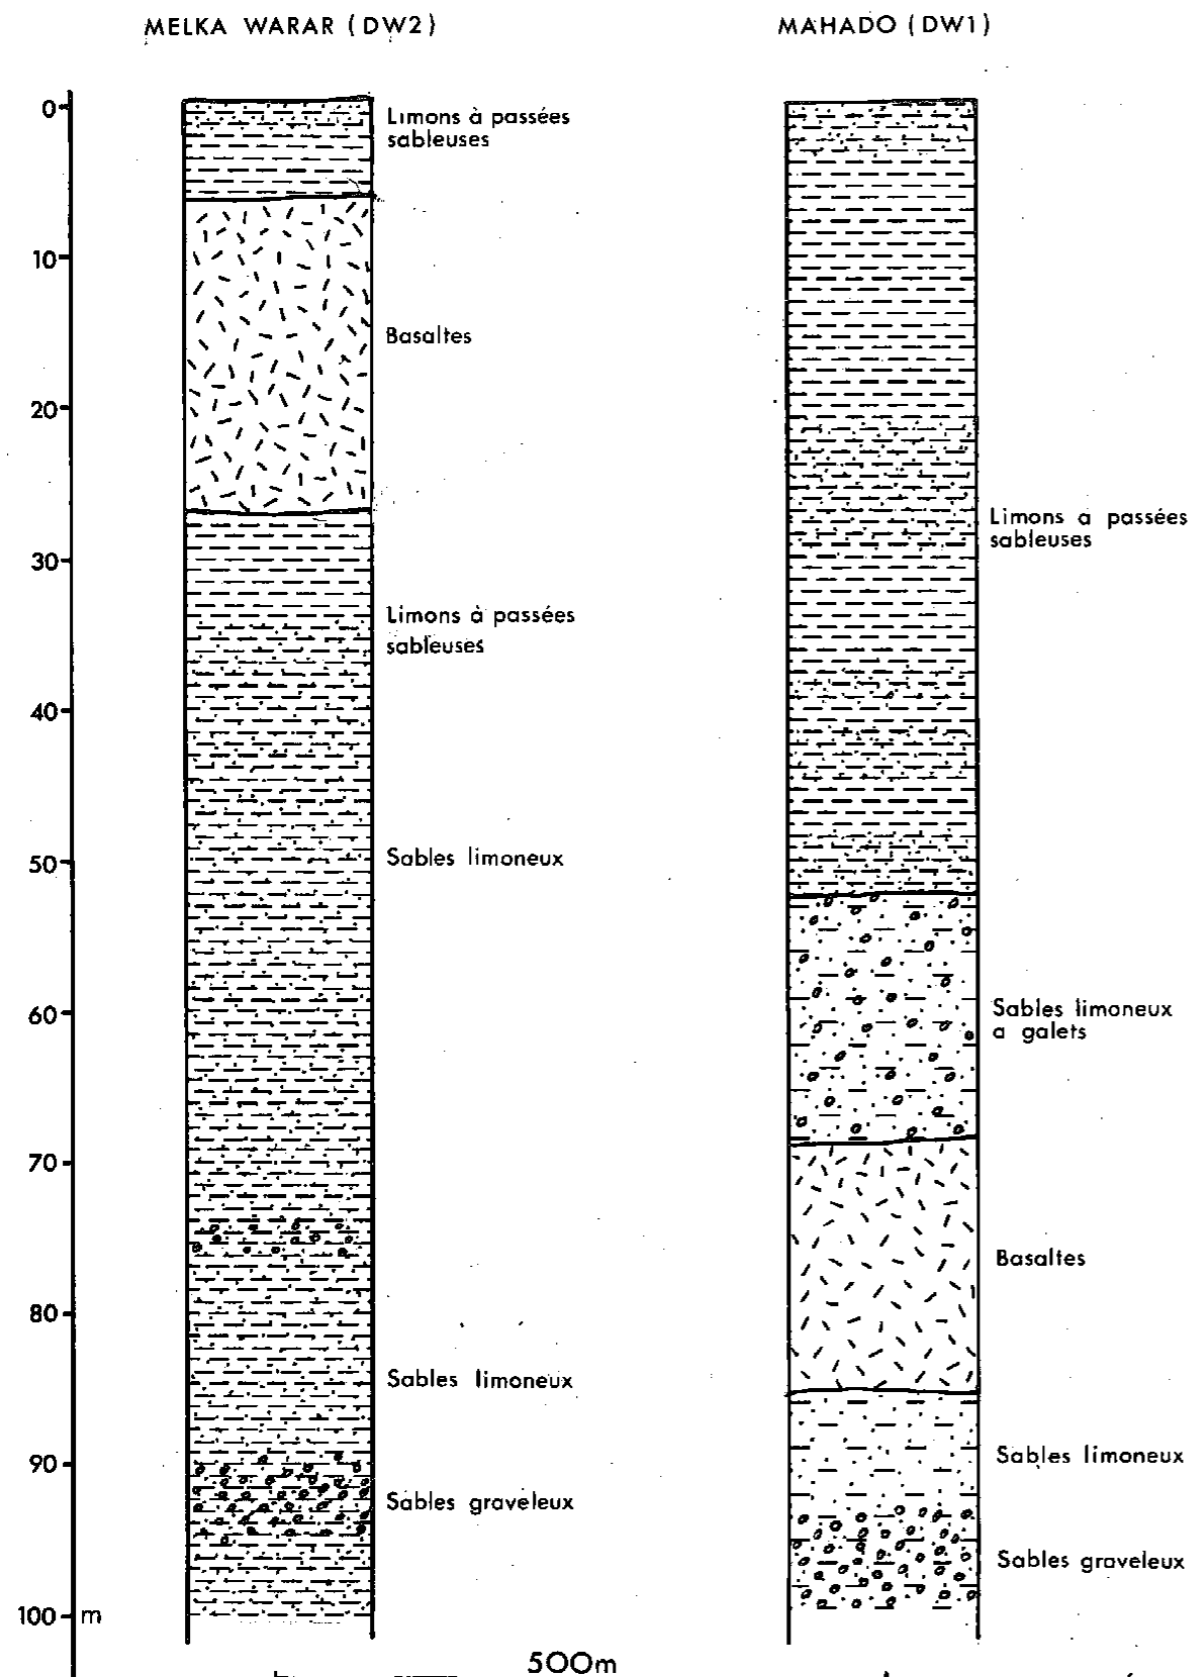 MELKA WARAR (DW2)
MAHADO (DW1)
0
10
20
30
40
50
60
70
80
90
100 m
Limons à passées
sableuses
Basaltes
Limons à passées
sableuses
Sables limoneux
Sables limoneux
Sables graveleux
Limons a passées
sableuses
Sables limoneux
a galets
Basaltes
Sables limoneux
Sables graveleux
500m